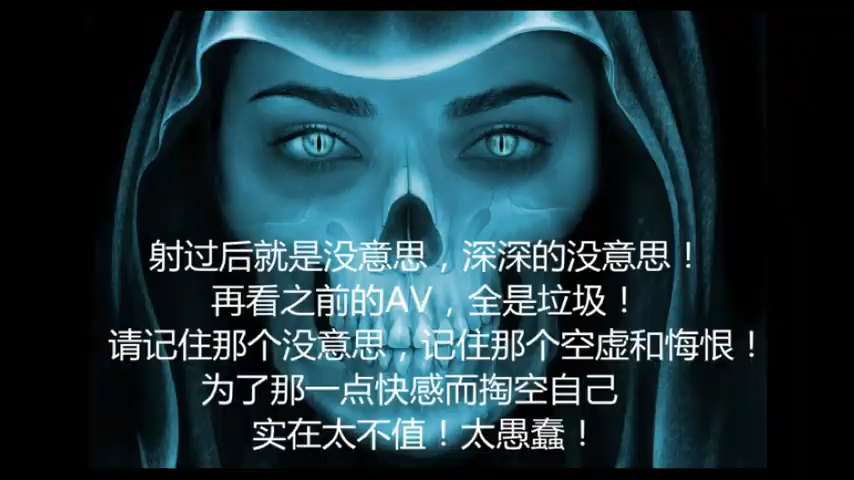 射过后就是没意思，深深的没意思！
再看之前的AV，全是垃圾！
请记住那个没意思，记住那个空虚和悔恨！
为了那一点快感而掏空自己
实在太不值！太愚蠢！